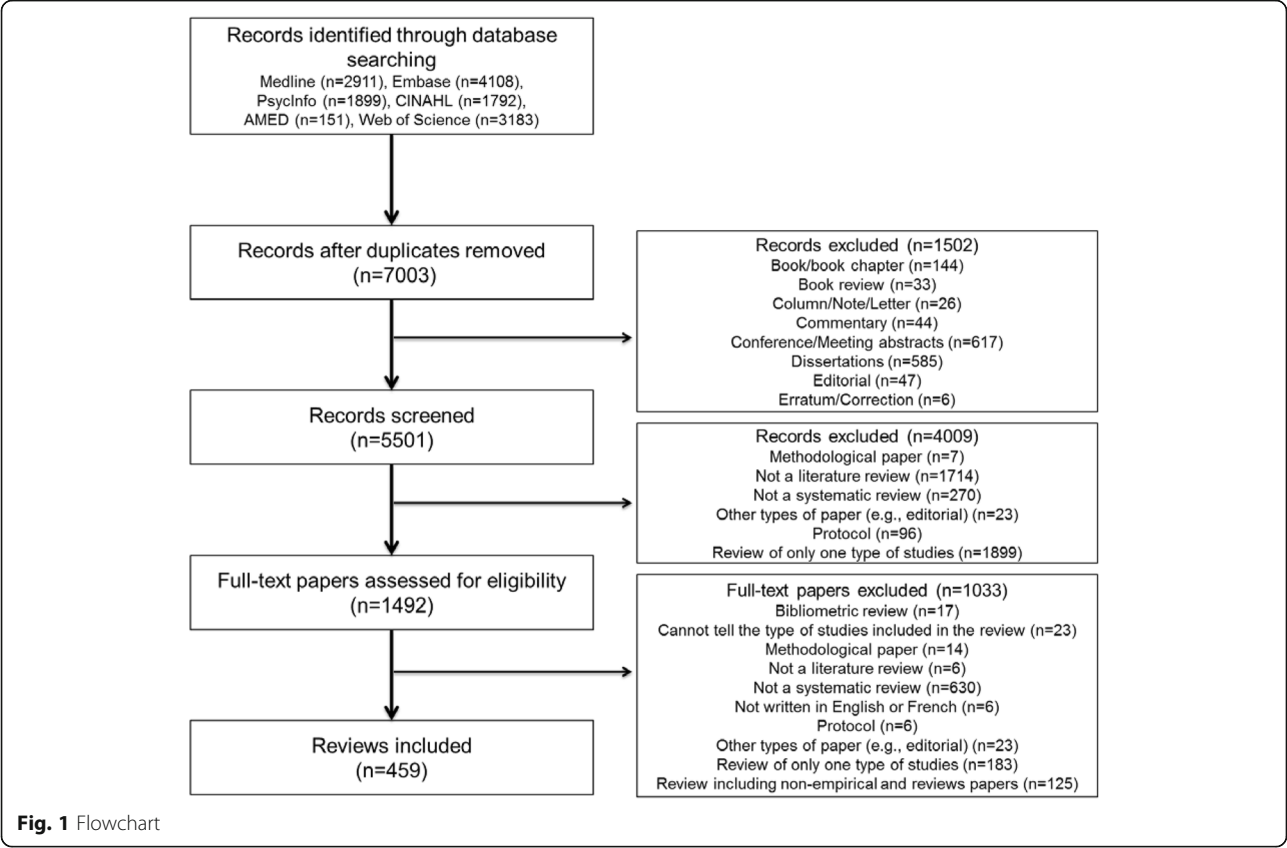 Records identified through database
searching
Medline (n=2911), Embase (n=4108),
PsycInfo (n=1899), CINAHL (n=1792),
AMED (n=151), Web of Science (n=3183)
Records after duplicates removed
(n=7003)
Records excluded (n=1502)
Book/book chapter (n=144)
Book review (n=33)
Column/Note/Letter (n=26)
Commentary (n=44)
Conference/Meeting abstracts (n=617)
Dissertations (n=585)
Editorial (n=47)
Erratum/Correction (n=6)
Records screened
(n=5501)
Records excluded (n=4009)
Methodological paper (n=7)
Not a literature review (n=1714)
Not a systematic review (n=270)
Other types of paper (e.g., editorial) (n=23)
Protocol (n=96)
Review of only one type of studies (n=1899)
Full-text papers assessed for eligibility
(n=1492)
Full-text papers excluded (n=1033)
Bibliometric review (n=17)
Cannot tell the type of studies included in the review (n=23)
Methodological paper (n=14)
Not a literature review (n=6)
Not a systematic review (n=630)
Not written in English or French (n=6)
Protocol (n=6)
Other types of paper (e.g., editorial) (n=23)
Review of only one type of studies (n=183)
Review including non-empirical and reviews papers (n=125)
Reviews included
(n=459)
Fig. 1 Flowchart